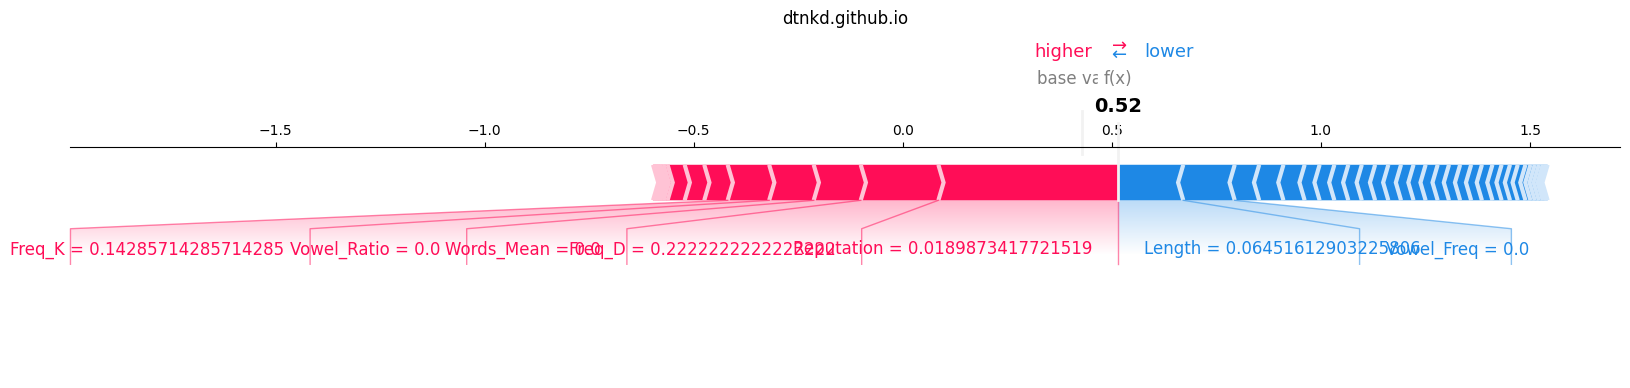 dtnkd.github.io
higher ⇄ lower
base va f(x)
0.52
−1.5 −1.0 −0.5 0.0 0.5 1.0 1.5
Freq_K = 0.14285714285714285 Vowel_Ratio = 0.0 Words_Mean = 0.0 Freq_D = 0.2222222222222222 Reputation = 0.0189873417721519 Length = 0.06451612903225806 Vowel_Freq = 0.0